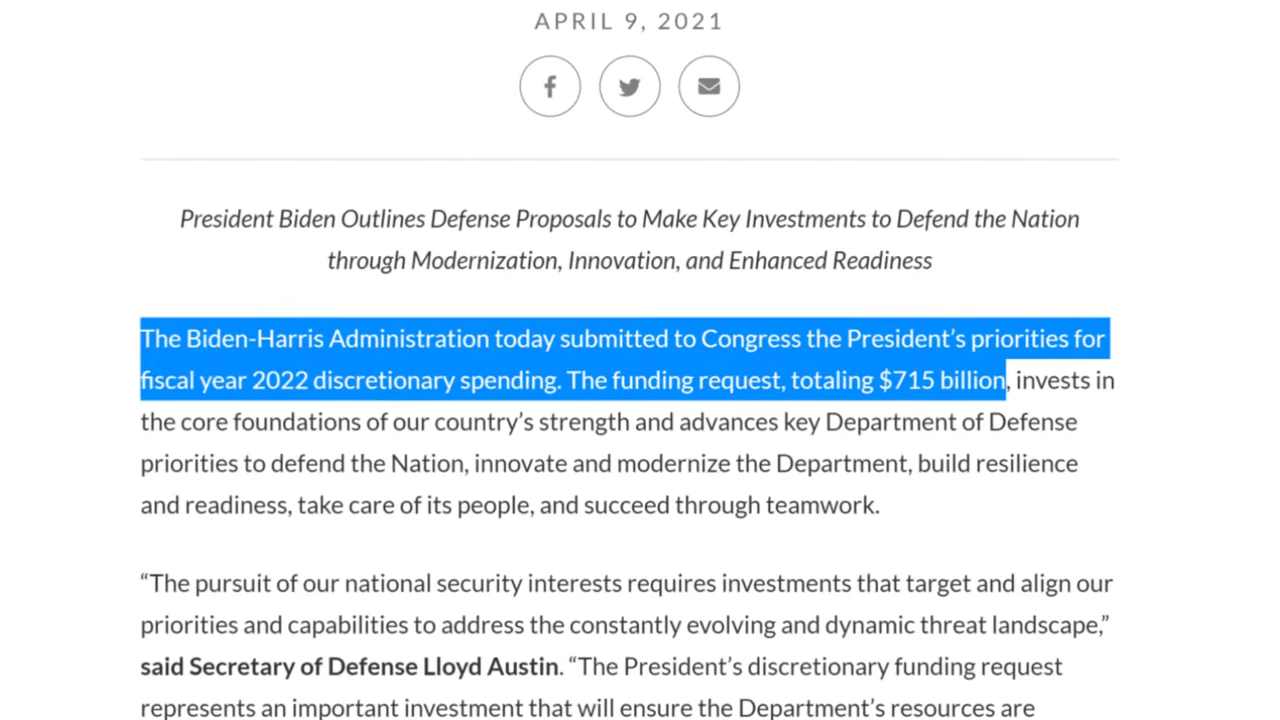 APRIL 9, 2021
President Biden Outlines Defense Proposals to Make Key Investments to Defend the Nation
through Modernization, Innovation, and Enhanced Readiness
The Biden-Harris Administration today submitted to Congress the President’s priorities for
fiscal year 2022 discretionary spending. The funding request, totaling $715 billion, invests in
the core foundations of our country’s strength and advances key Department of Defense
priorities to defend the Nation, innovate and modernize the Department, build resilience
and readiness, take care of its people, and succeed through teamwork.
“The pursuit of our national security interests requires investments that target and align our
priorities and capabilities to address the constantly evolving and dynamic threat landscape,”
said Secretary of Defense Lloyd Austin. “The President’s discretionary funding request
represents an important investment that will ensure the Department’s resources are